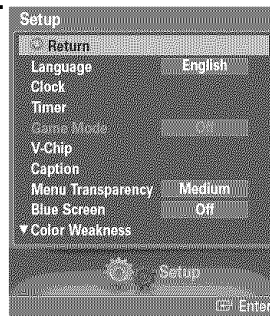 Setup
Return
Language English
Clock
Timer
Game Mode Off
V-Chip
Caption
Menu Transparency Medium
Blue Screen Off
▼Color Weakness
Setup
Enter